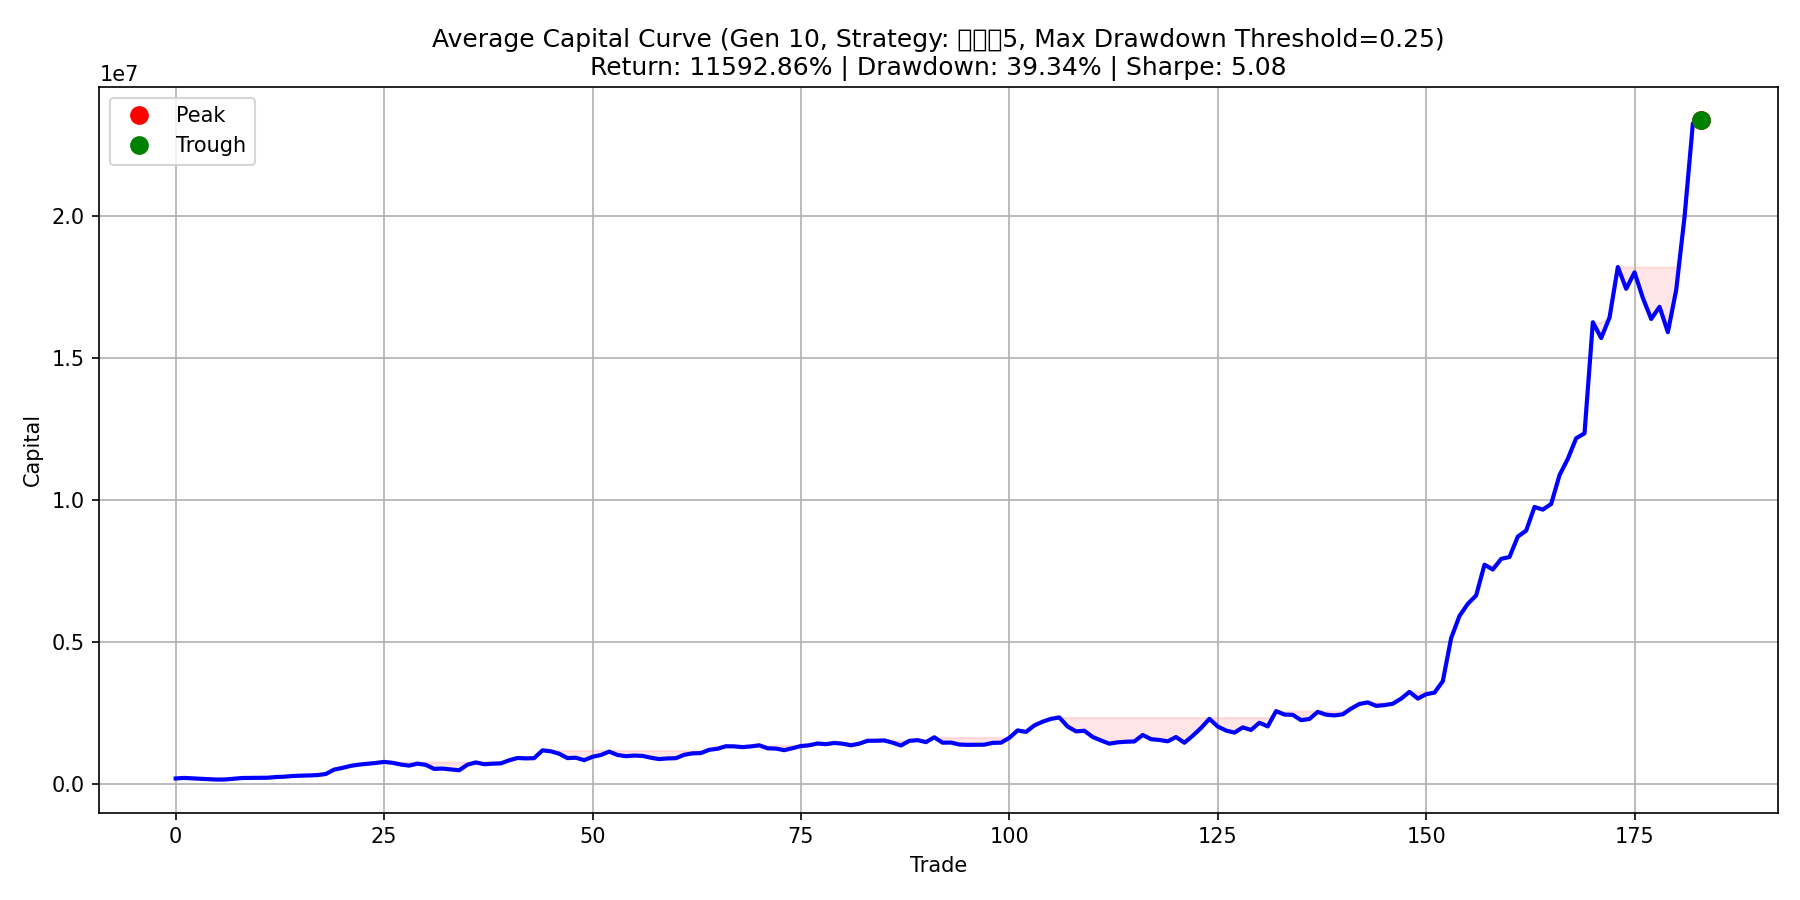 Average Capital Curve (Gen 10, Strategy: 5, Max Drawdown Threshold=0.25)
Return: 11592.86% | Drawdown: 39.34% | Sharpe: 5.08
1e7
Peak
Trough
2.0
1.5
1.0
0.5
0.0
Capital
0 25 50 75 100 125 150 175
Trade